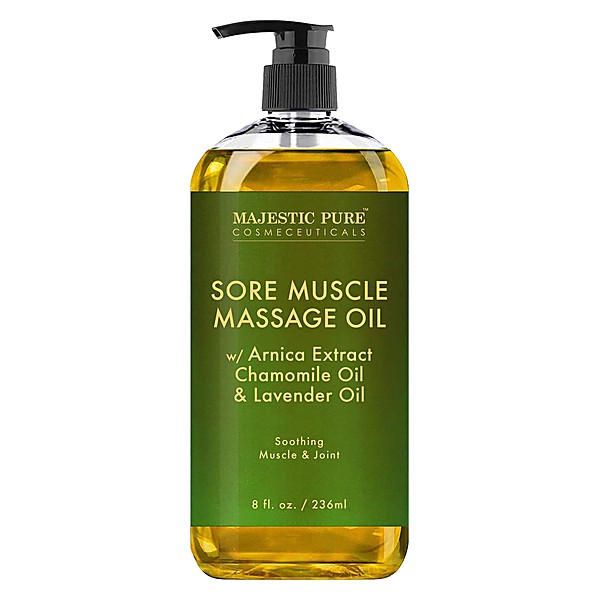 MAJESTIC PURE™
COSMECEUTICALS
SORE MUSCLE
MASSAGE OIL
w/ Arnica Extract
Chamomile Oil
& Lavender Oil
Soothing
Muscle & Joint
8 fl. oz. / 236ml